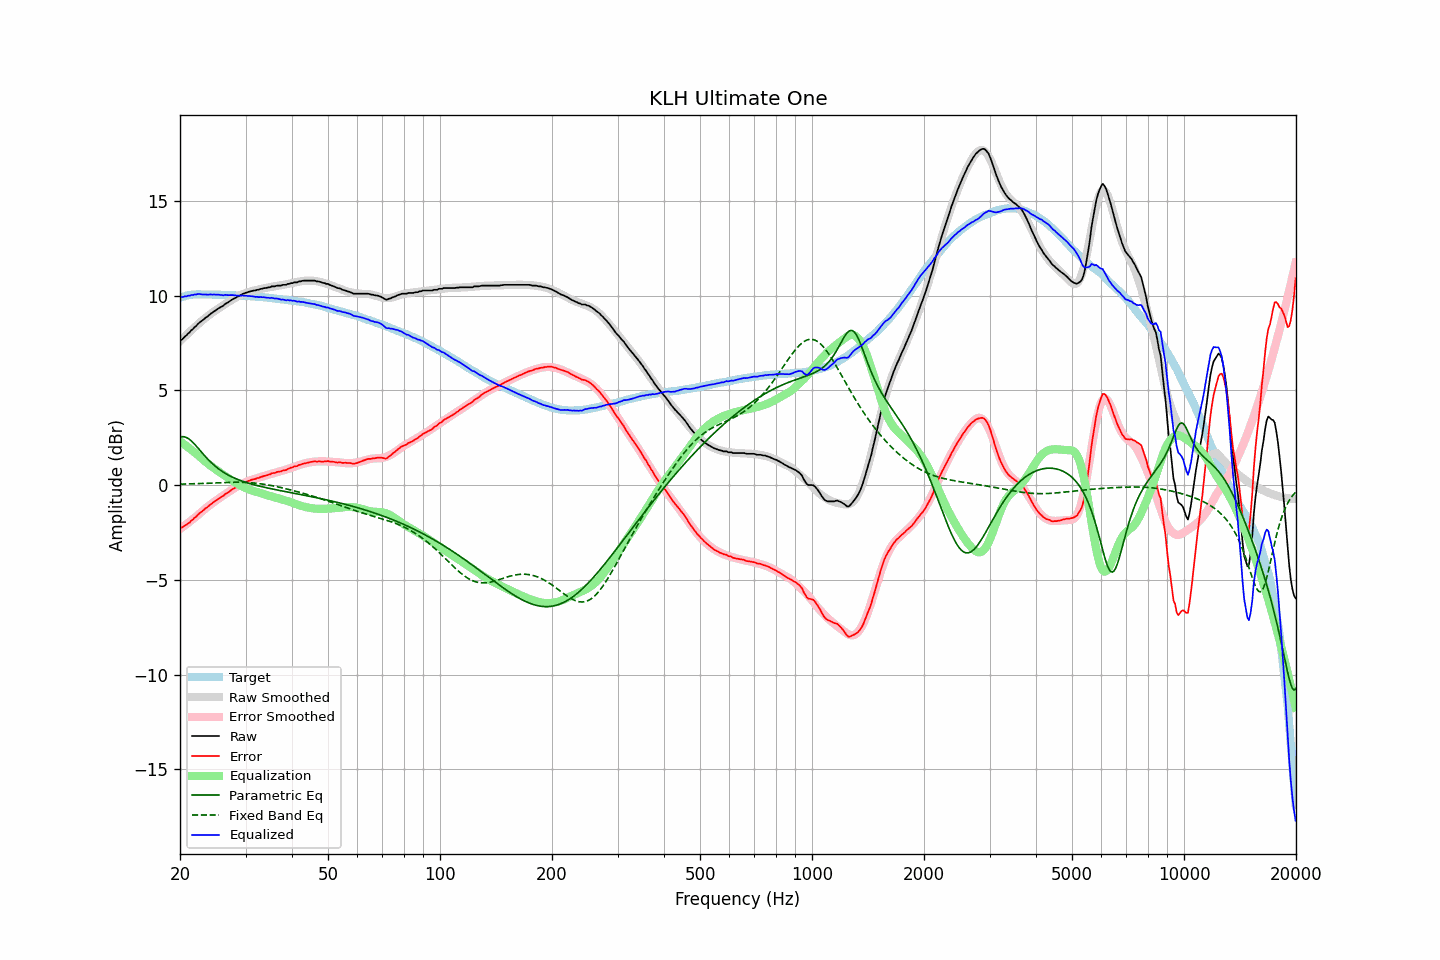 KLH Ultimate One
Amplitude (dBr)
15
10
5
0
−5
−10
−15
Target
Raw Smoothed
Error Smoothed
Raw
Error
Equalization
Parametric Eq
Fixed Band Eq
Equalized
20 50 100 200 500 1000 2000 5000 10000 20000
Frequency (Hz)